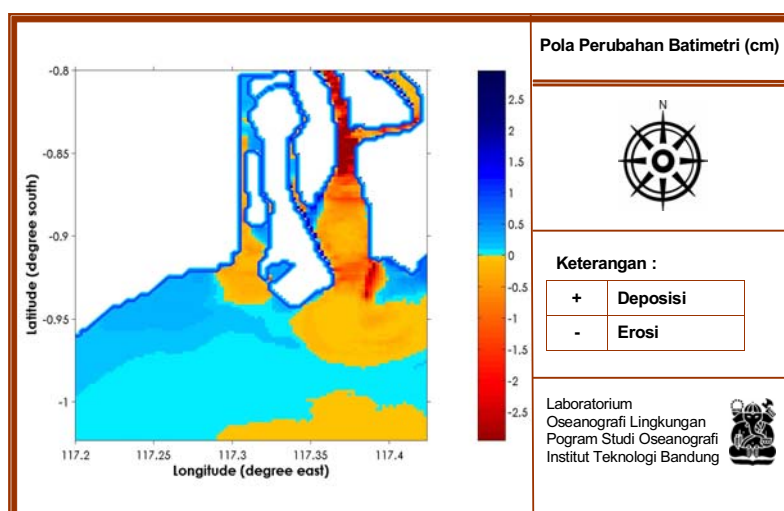 Pola Perubahan Batimetri (cm)
N
Keterangan :
+ Deposisi
- Erosi
Laboratorium
Oseanografi Lingkungan
Pogram Studi Oseanografi
Institut Teknologi Bandung
Latitude (degree south)
-0.8
-0.85
-0.9
-0.95
-1
117.2 117.25 117.3 117.35 117.4
Longitude (degree east)
2.5
2
1.5
1
0.5
0
-0.5
-1
-1.5
-2
-2.5